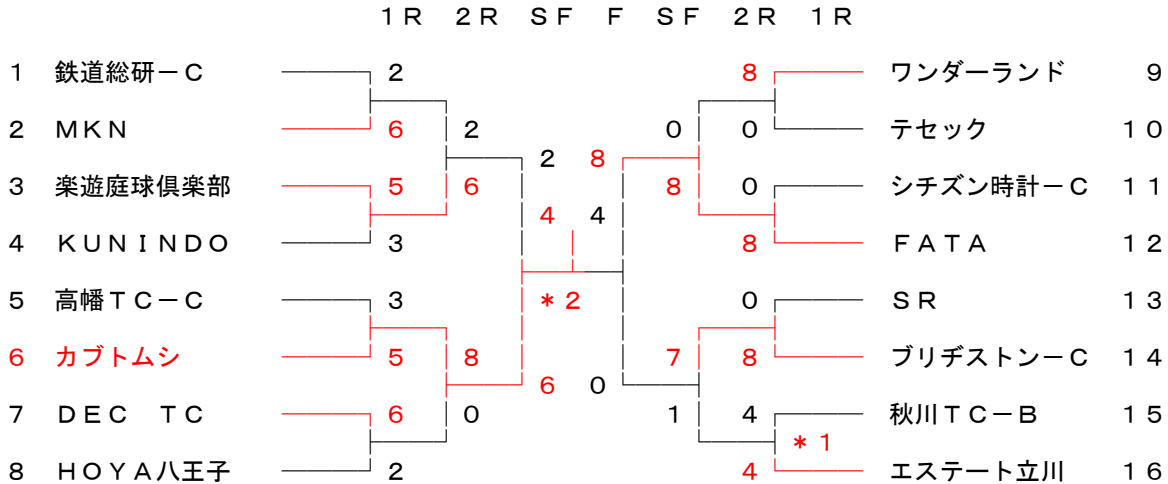 １Ｒ ２Ｒ ＳＦ Ｆ ＳＦ ２Ｒ １Ｒ
１ 鉄道総研－Ｃ ２ ８ ワンダーランド ９
２ ＭＫＮ ６ ２ ０ ０ テセック １０
２ ８
３ 楽遊庭球倶楽部 ５ ６ ８ ０ シチズン時計－Ｃ １１
４ ４
４ ＫＵＮＩＮＤＯ ３ ８ ＦＡＴＡ １２
５ 高幡ＴＣ－Ｃ ３ ＊２ ０ ＳＲ １３
６ カブトムシ ５ ８ ７ ８ ブリヂストン－Ｃ １４
６ ０
７ ＤＥＣ　ＴＣ ６ ０ １ ４ 秋川ＴＣ－Ｂ １５
＊１
８ ＨＯＹＡ八王子 ２ ４ エステート立川 １６